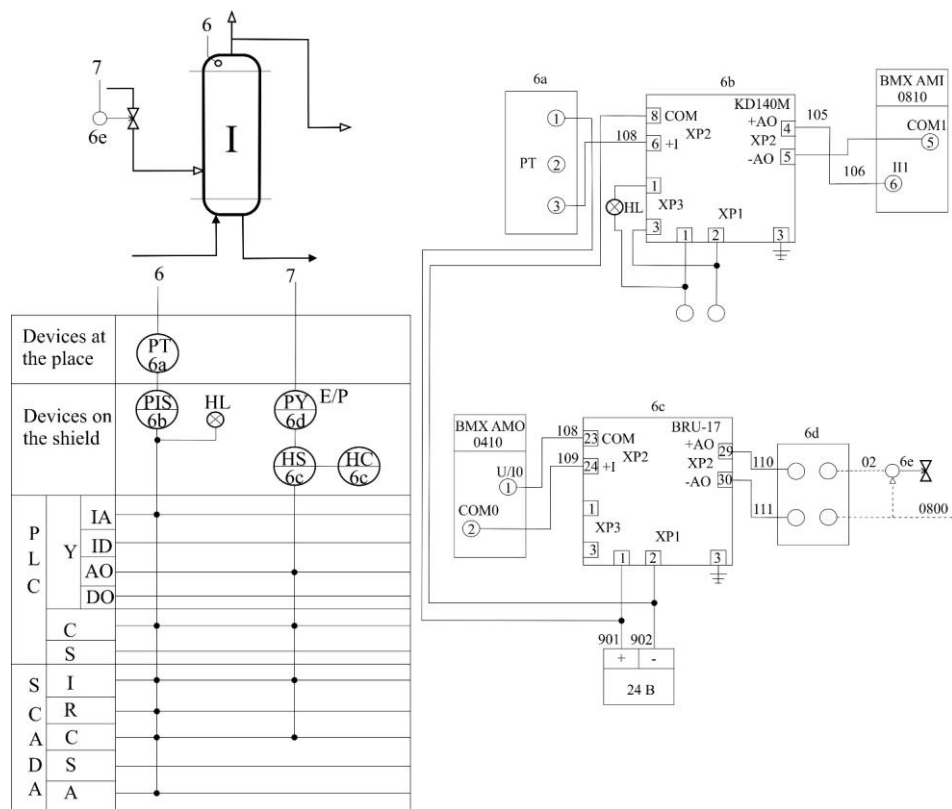 6
7
6e
I
6
7
Devices at
the place
PT
6a
Devices on
the shield
PIS
6b
HL
PY
6d
E/P
HS
6c
HC
6c
PLC
Y
IA
ID
AO
DO
C
S
SCADA
I
R
C
S
A
6a
PT
1
2
3
108
6b
KD140M
8
COM
XP2
6
+I
+AO
4
XP2
-AO
5
1
XP3
3
HL
XP1
1
2
3
105
106
BMX AMI
0810
COM1
5
II1
6
BMX AMO
0410
U/I0
1
COM0
2
108
109
6c
BRU-17
23
COM
XP2
24
+I
+AO
29
XP2
-AO
30
1
XP3
3
XP1
1
2
3
110
111
6d
02
6e
0800
901
902
+
-
24 B